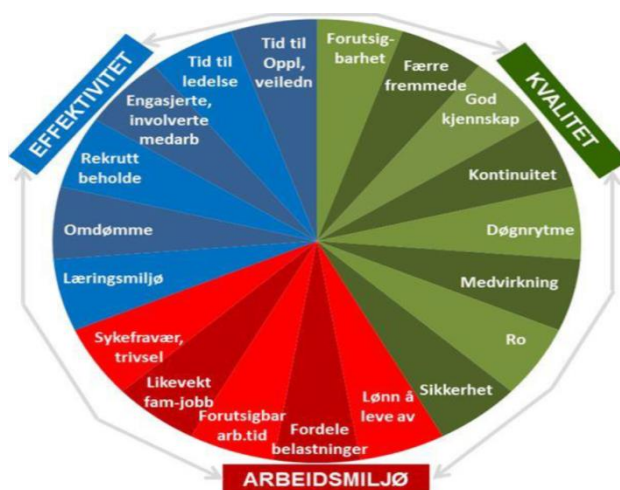 EFFEKTIVITET
KVALITET
ARBEIDSMILJØ
Forutsig-
barhet
Færre
fremmede
God
kjennskap
Kontinuitet
Døgnrytme
Medvirkning
Ro
Sikkerhet
Lønn å
leve av
Fordele
belastninger
Forutsigbar
arb.tid
Likevekt
fam-jobb
Sykefravær,
trivsel
Læringsmiljø
Omdømme
Rekrutt
beholde
Engasjerte,
involverte
medarb
Tid til
ledelse
Tid til
Oppl,
veiledn